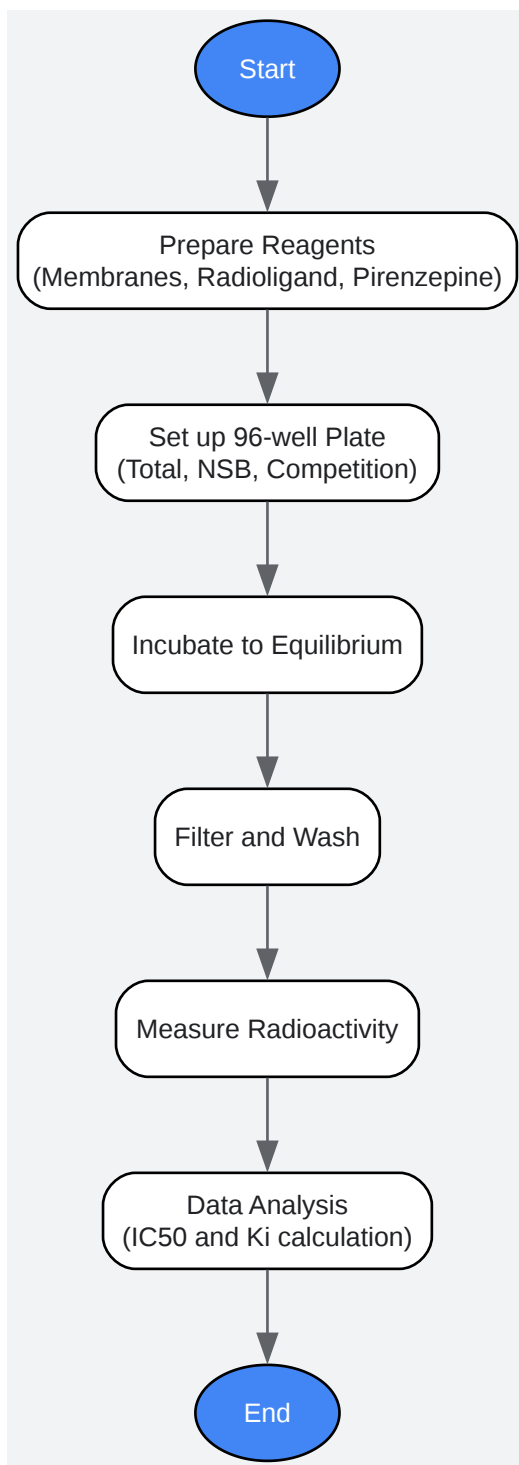 Start
Prepare Reagents
(Membranes, Radioligand, Pirenzepine)
Set up 96-well Plate
(Total, NSB, Competition)
Incubate to Equilibrium
Filter and Wash
Measure Radioactivity
Data Analysis
(IC50 and Ki calculation)
End